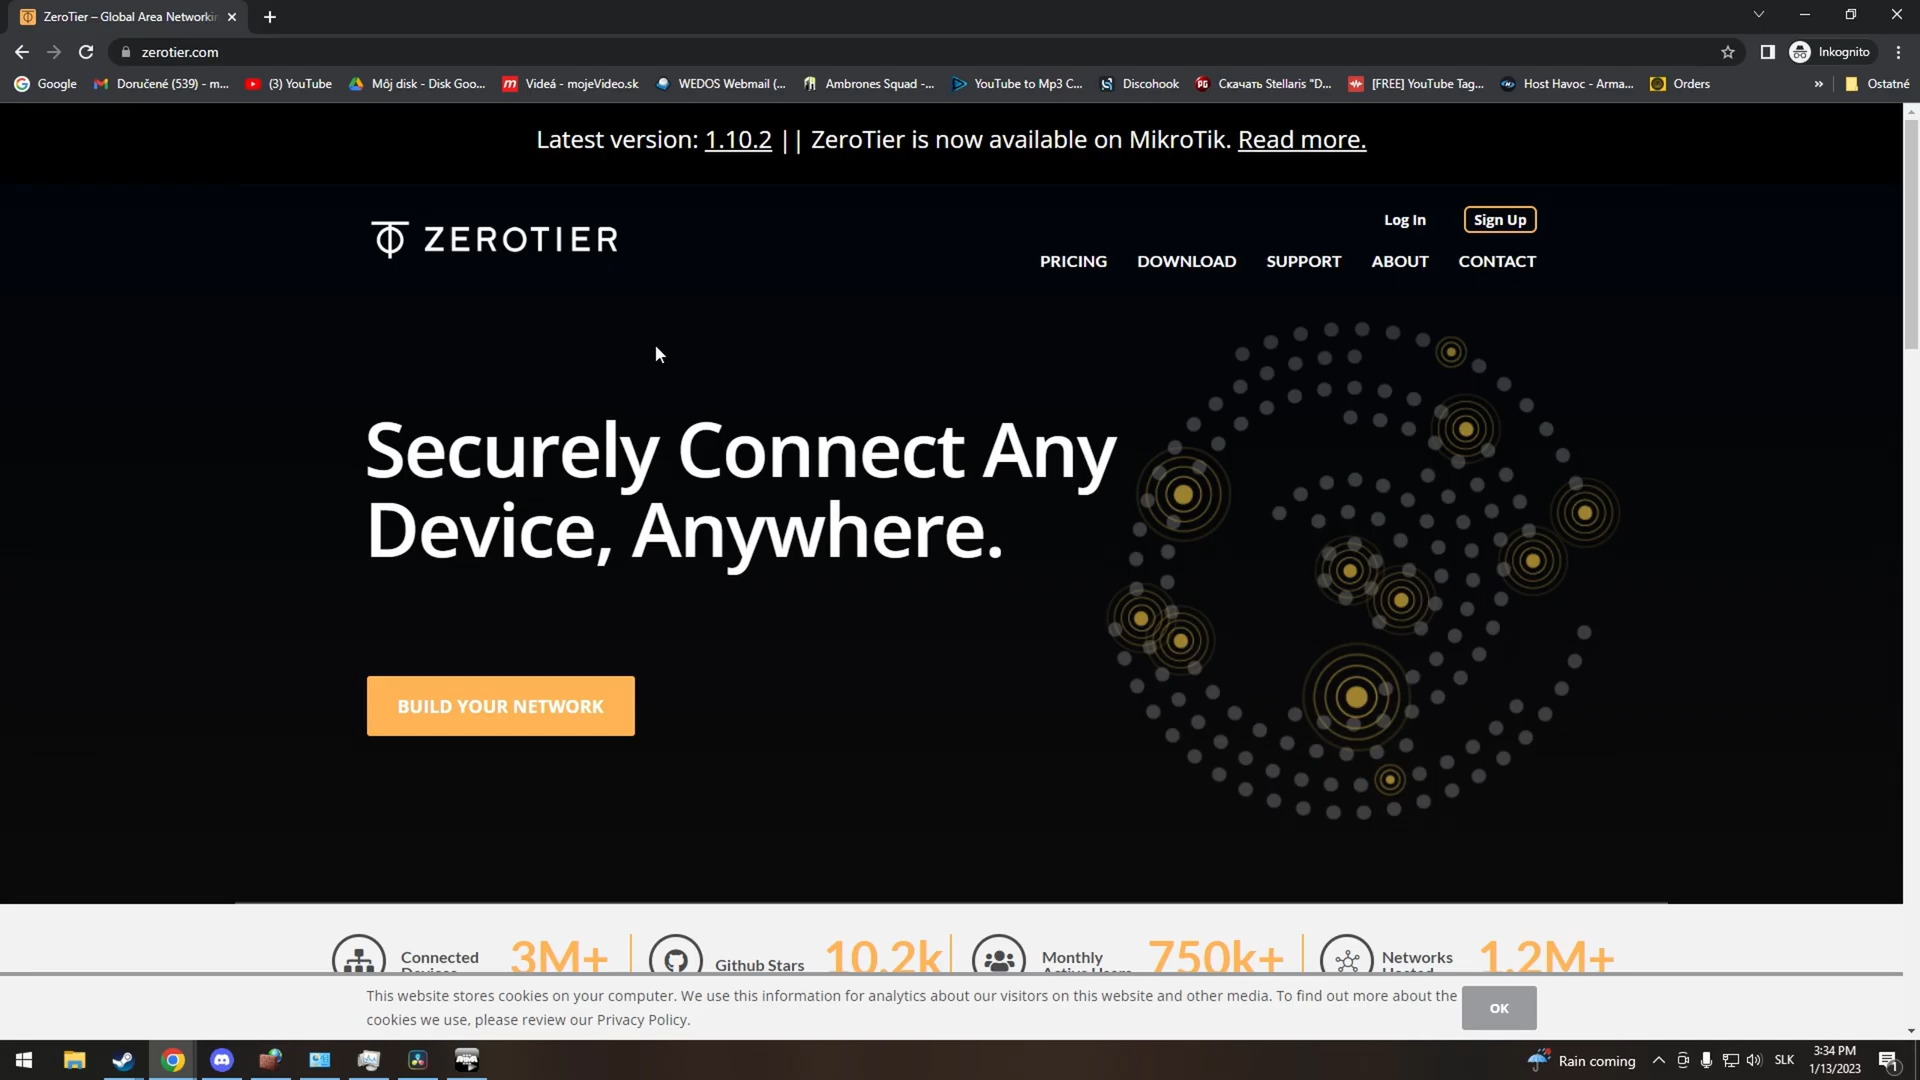 ZeroTier – Global Area Networkin
zerotier.com
Inkognito
Google
Doručené (539) - m...
(3) YouTube
Môj disk - Disk Goo...
Videá - mojeVideo.sk
WEDOS Webmail (...
Ambrones Squad -...
YouTube to Mp3 C...
Discohook
Скачать Stellaris "D...
[FREE] YouTube Tag...
Host Havoc - Arma...
Orders
»
Ostatné
Latest version: 1.10.2 || ZeroTier is now available on MikroTik. Read more.
ZEROTIER
Log In
Sign Up
PRICING
DOWNLOAD
SUPPORT
ABOUT
CONTACT
Securely Connect Any
Device, Anywhere.
BUILD YOUR NETWORK
Connected
Devices
3M+
Github Stars
10.2k
Monthly
Active Users
750k+
Networks
Hosted
1.2M+
This website stores cookies on your computer. We use this information for analytics about our visitors on this website and other media. To find out more about the
cookies we use, please review our Privacy Policy.
OK
Rain coming
SLK
3:34 PM
1/13/2023
1